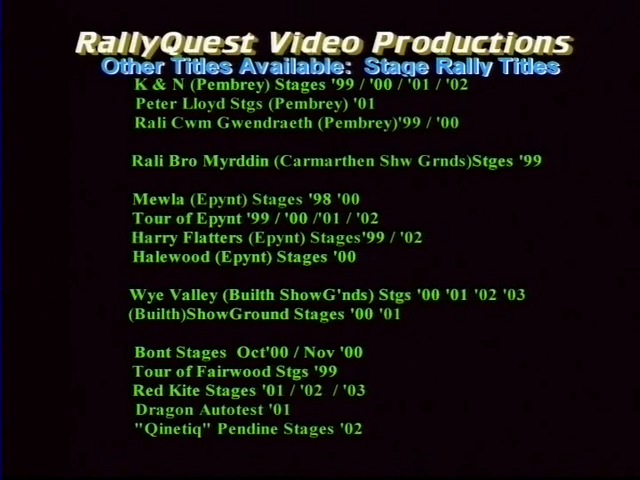 RallyQuest Video Productions
Other Titles Available:  Stage Rally Titles
K & N (Pembrey) Stages '99 / '00 / '01 / '02
Peter Lloyd Stgs (Pembrey) '01
Rali Cwm Gwendraeth (Pembrey)'99 / '00
Rali Bro Myrddin (Carmarthen Shw Grnds)Stges '99
Mewla (Epynt) Stages '98 '00
Tour of Epynt '99 / '00 /'01 / '02
Harry Flatters (Epynt) Stages'99 / '02
Halewood (Epynt) Stages '00
Wye Valley (Builth ShowG'nds) Stgs '00 '01 '02 '03
(Builth)ShowGround Stages '00 '01
Bont Stages  Oct'00 / Nov '00
Tour of Fairwood Stgs '99
Red Kite Stages '01 / '02  / '03
Dragon Autotest '01
"Qinetiq" Pendine Stages '02